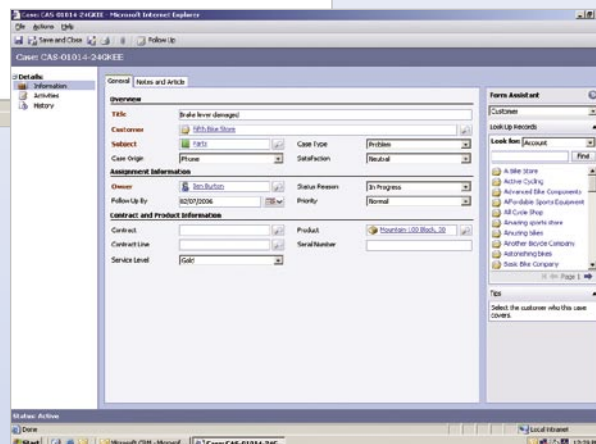 Case: CAS-01014-24GKEE - Microsoft Internet Explorer
File Actions Help
Save and Close Follow Up
Case: CAS-01014-24GKEE
Details:
Information
Activities
History
General Notes and Article
Overview
Title Brake lever damaged
Customer Fifth Bike Store
Subject Parts Case Type Problem
Case Origin Phone Satisfaction Neutral
Assignment Information
Owner Ben Burton Status Reason In Progress
Follow Up By 02/07/2006 Priority Normal
Contract and Product Information
Contract Product Mountain-100 Black, 38
Contract Line Serial Number
Service Level Gold
Form Assistant
Customer
Look Up Records
Look for: Account
Find
A Bike Store
Active Cycling
Advanced Bike Components
Affordable Sports Equipment
All Cycle Shop
Amazing sports store
Amazing bikes
Another Bicycle Company
Astonishing bikes
Basic Bike Company
Page 1
Tips
Select the customer who this case
covers.
Status: Active
Done Local intranet
Start Microsoft CRM - Microsof... Case: CAS-01014-24G...